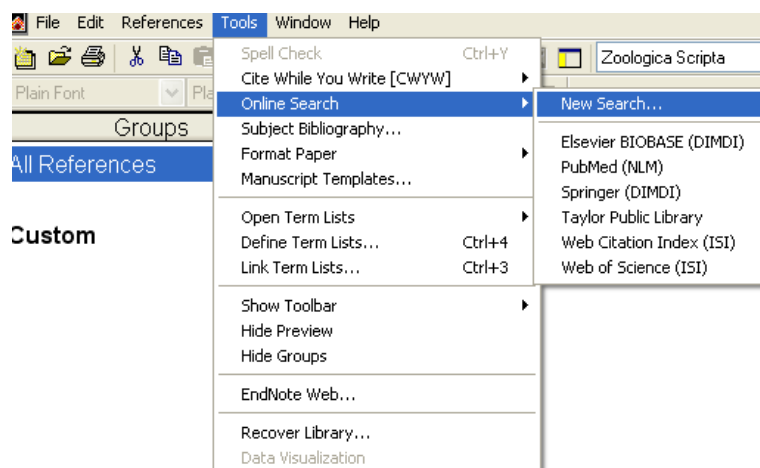 File Edit References Tools Window Help
Zoologica Scripta
Plain Font
Pla
Groups
All References
Custom
Spell Check Ctrl+Y
Cite While You Write [CWYW]
Online Search
Subject Bibliography...
Format Paper
Manuscript Templates...
Open Term Lists
Define Term Lists... Ctrl+4
Link Term Lists... Ctrl+3
Show Toolbar
Hide Preview
Hide Groups
EndNote Web...
Recover Library...
Data Visualization
New Search...
Elsevier BIOBASE (DIMDI)
PubMed (NLM)
Springer (DIMDI)
Taylor Public Library
Web Citation Index (ISI)
Web of Science (ISI)